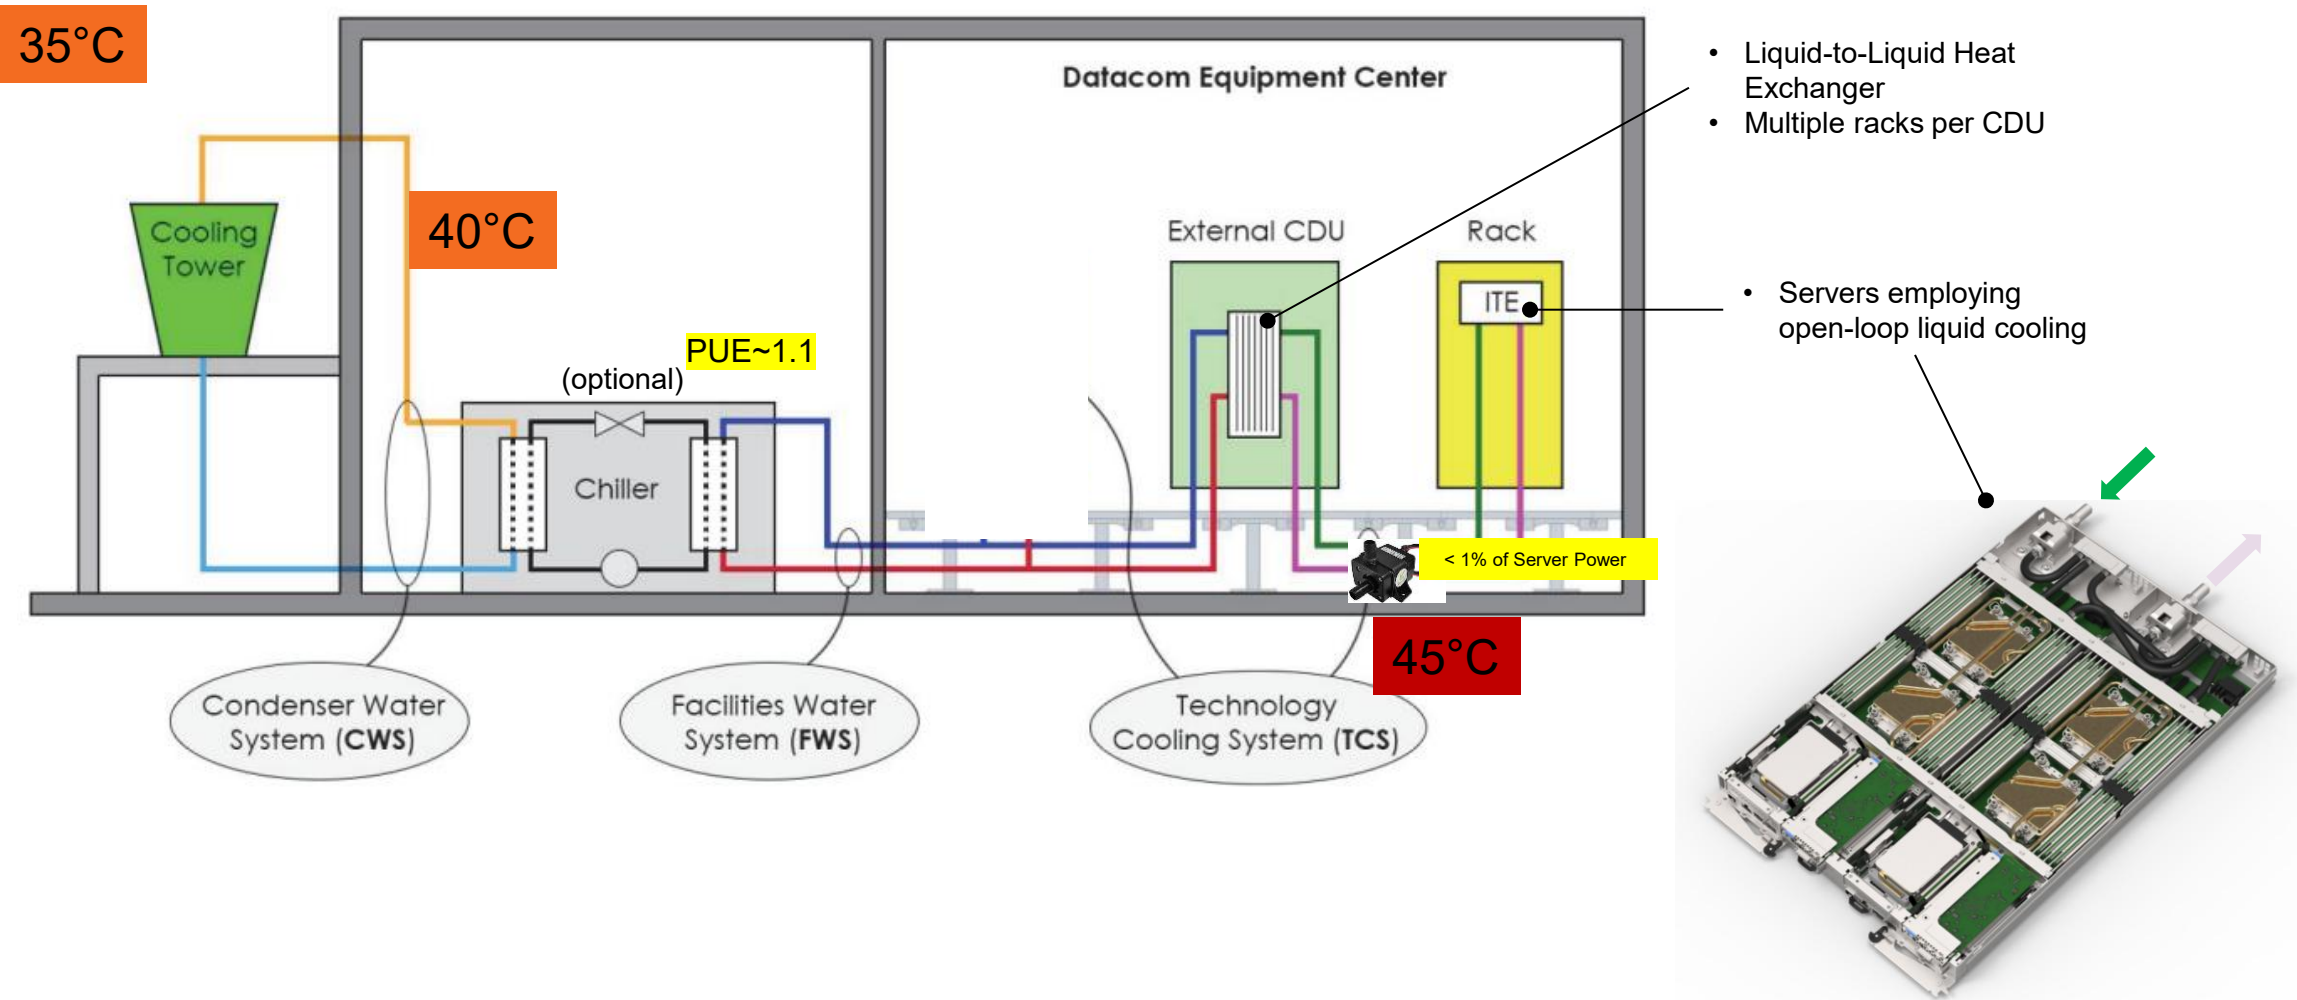 35°C
Datacom Equipment Center
• Liquid-to-Liquid Heat
Exchanger
• Multiple racks per CDU
Cooling
Tower
40°C
External CDU
Rack
ITE
• Servers employing
open-loop liquid cooling
PUE~1.1
(optional)
Chiller
< 1% of Server Power
45°C
Condenser Water
System (CWS)
Facilities Water
System (FWS)
Technology
Cooling System (TCS)